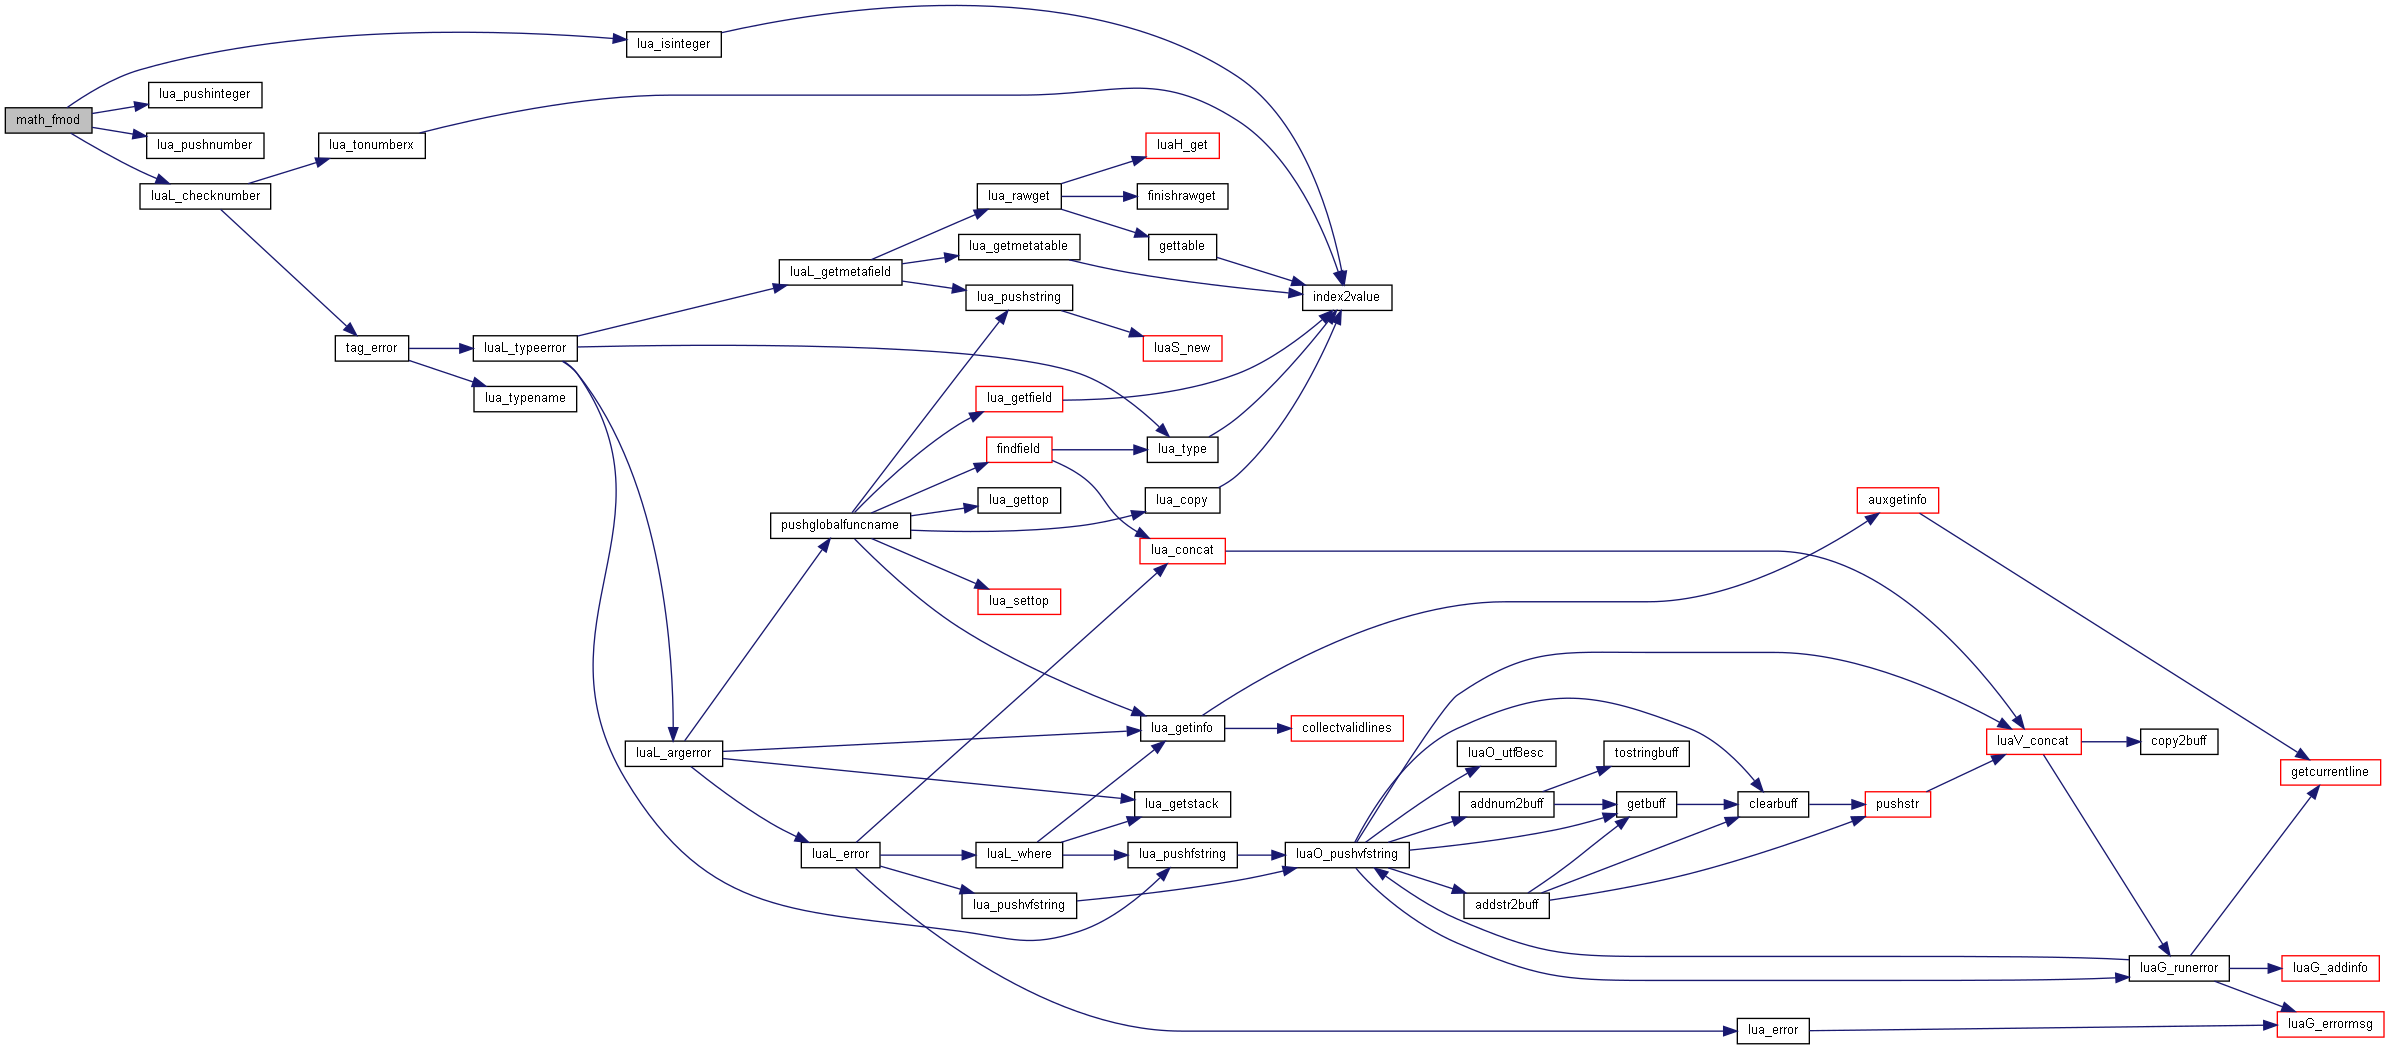 math_fmod
lua_isinteger
lua_pushinteger
lua_pushnumber
luaL_checknumber
lua_tonumberx
tag_error
luaL_typeerror
lua_typename
luaL_getmetafield
lua_rawget
luaH_get
finishrawget
gettable
lua_getmetatable
lua_pushstring
luaS_new
index2value
lua_getfield
findfield
lua_type
lua_gettop
lua_copy
pushglobalfuncname
lua_concat
lua_settop
auxgetinfo
luaL_argerror
lua_getinfo
collectvalidlines
lua_getstack
luaL_error
luaL_where
lua_pushfstring
lua_pushvfstring
luaO_pushvfstring
luaO_utf8esc
addnum2buff
tostringbuff
getbuff
clearbuff
pushstr
addstr2buff
luaV_concat
copy2buff
getcurrentline
luaG_runerror
luaG_addinfo
lua_error
luaG_errormsg